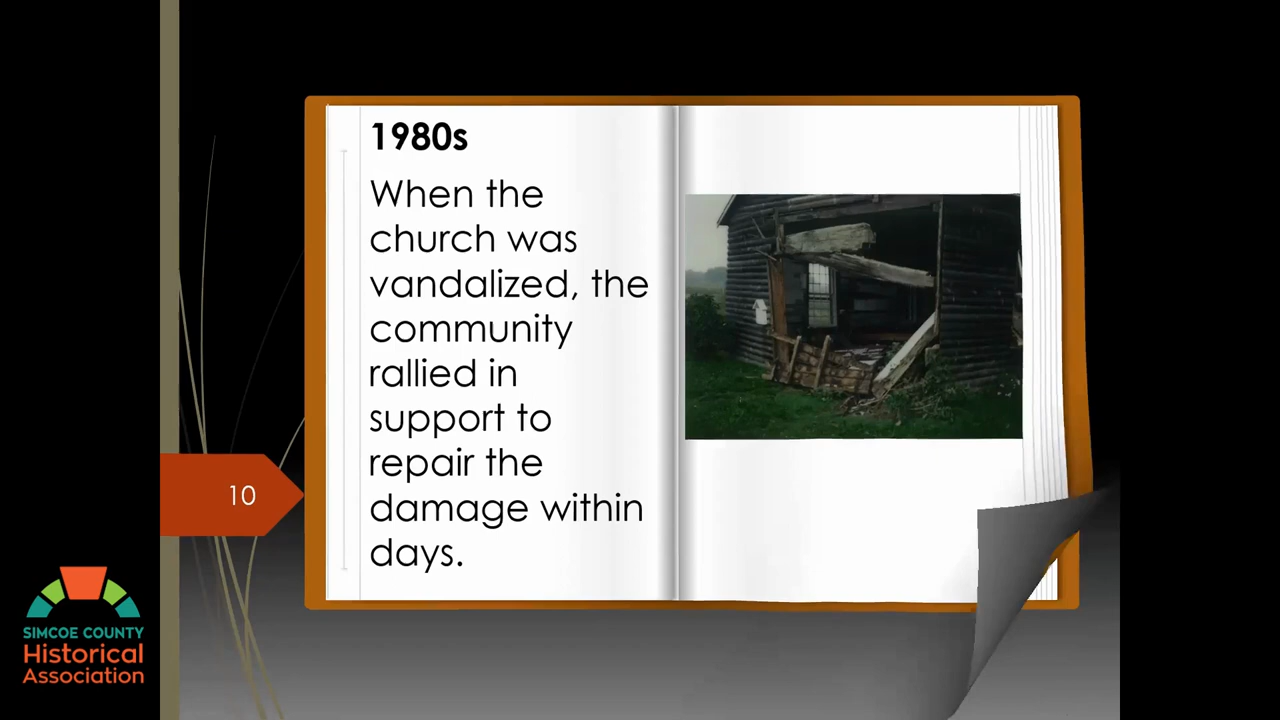 1980s
When the
church was
vandalized, the
community
rallied in
support to
repair the
damage within
days.
10
SIMCOE COUNTY
Historical
Association